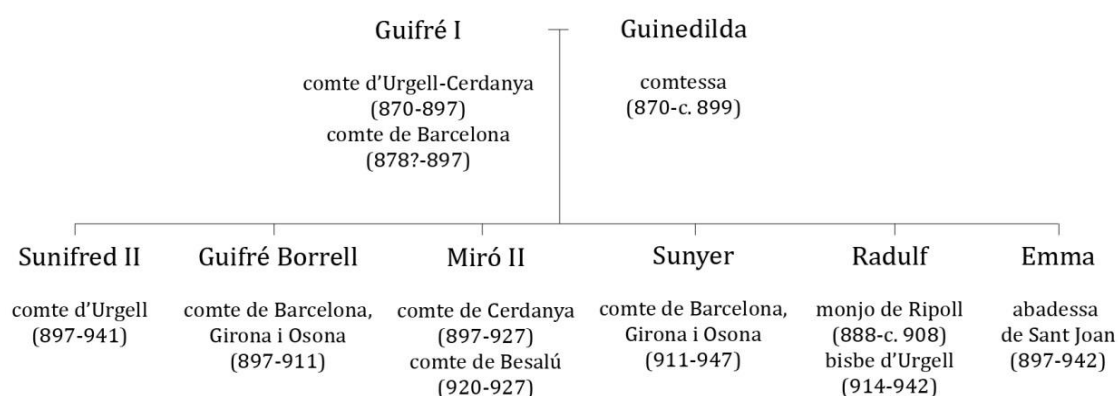 Guifré I
comte d'Urgell-Cerdanya
(870-897)
comte de Barcelona
(878?-897)
Guinedilda
comtessa
(870-c. 899)
Sunifred II
comte d'Urgell
(897-941)
Guifré Borrell
comte de Barcelona,
Girona i Osona
(897-911)
Miró II
comte de Cerdanya
(897-927)
comte de Besalú
(920-927)
Sunyer
comte de Barcelona,
Girona i Osona
(911-947)
Radulf
monjo de Ripoll
(888-c. 908)
bisbe d'Urgell
(914-942)
Emma
abadessa
de Sant Joan
(897-942)